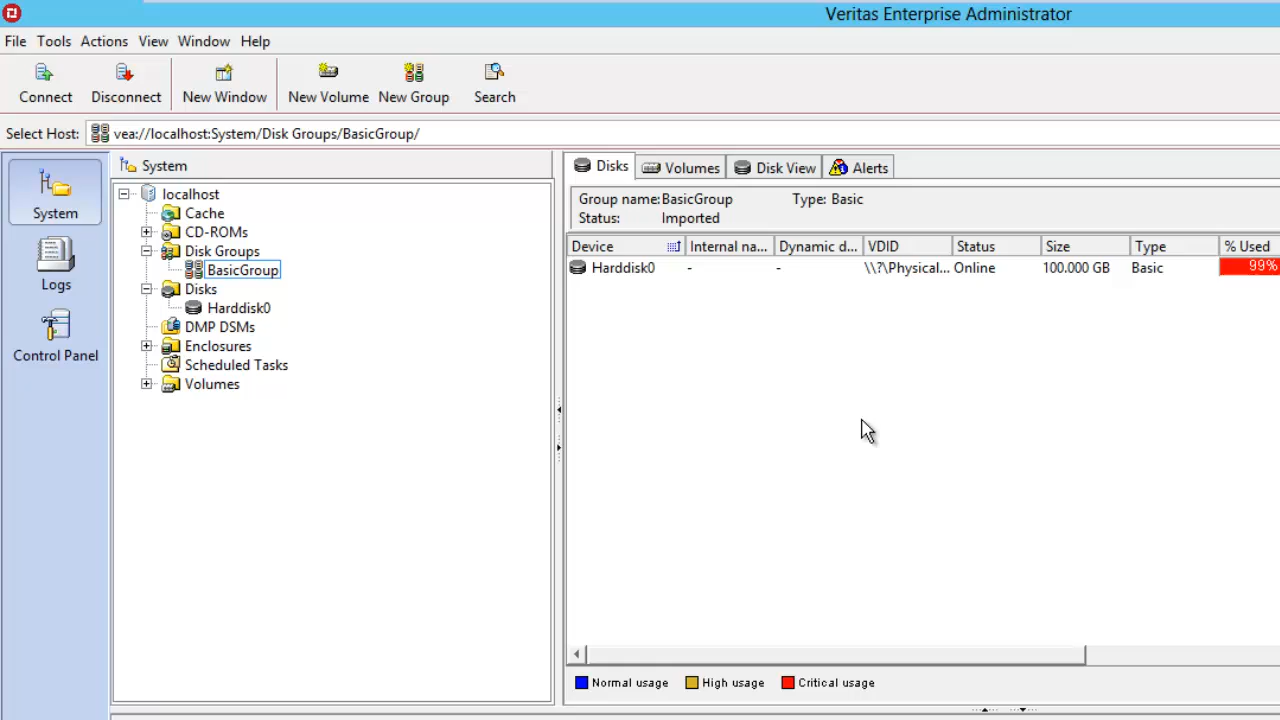 Veritas Enterprise Administrator
File Tools Actions View Window Help
Connect Disconnect New Window New Volume New Group Search
Select Host: vea://localhost:System/Disk Groups/BasicGroup/
System
Logs
Control Panel
System
localhost
Cache
CD-ROMs
Disk Groups
BasicGroup
Disks
Harddisk0
DMP DSMs
Enclosures
Scheduled Tasks
Volumes
Disks Volumes Disk View Alerts
Group name: BasicGroup Type: Basic
Status: Imported
Device Internal na... Dynamic d... VDID Status Size Type % Used
Harddisk0 - - \\?\Physical... Online 100.000 GB Basic 99%
Normal usage High usage Critical usage